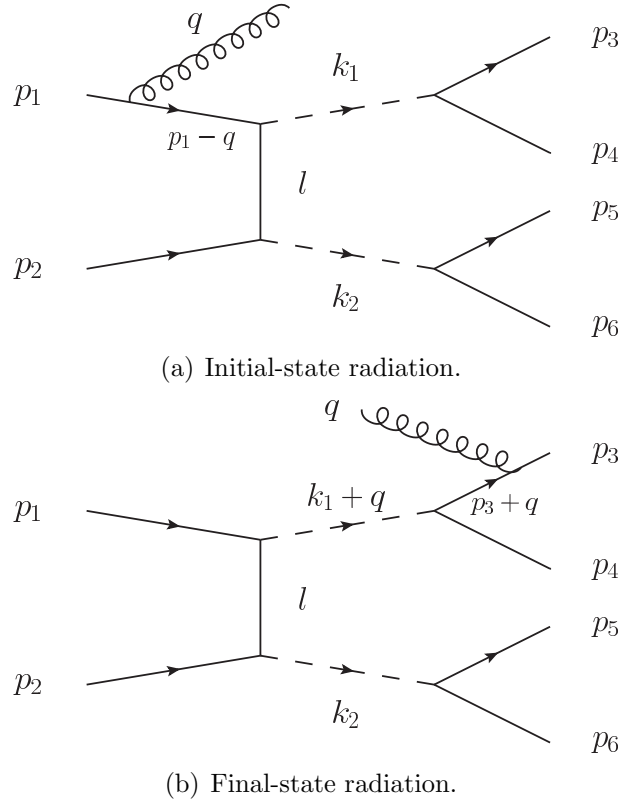 q
p₃
k₁
p₁
p₁ − q
p₄
l
p₅
p₂
k₂
p₆
(a) Initial-state radiation.
q
p₃
k₁ + q
p₃ + q
p₁
p₄
l
p₅
p₂
k₂
p₆
(b) Final-state radiation.